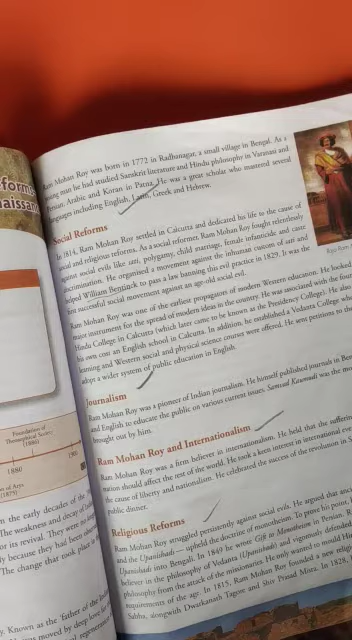 Ram Mohan Roy was born in 1772 in Radhanagar, a small village in Bengal. As a
young man he had studied Sanskrit literature and Hindu philosophy in Varanasi and
Persian, Arabic and Koran in Patna. He was a great scholar who mastered several
languages including English, Latin, Greek and Hebrew.
Social Reforms
In 1814, Ram Mohan Roy settled in Calcutta and dedicated his life to the cause of
social and religious reforms. As a social reformer, Ram Mohan Roy fought relentlessly
against social evils like sati, polygamy, child marriage, female infanticide and caste
discrimination. He organised a movement against the inhuman custom of sati and
helped William Bentinck to pass a law banning this evil practice in 1829. It was the
first successful social movement against an age-old social evil.
Ram Mohan Roy was one of the earliest propagators of modern Western education. He looked
major instrument for the spread of modern ideas in the country. He was associated with the
Hindu College in Calcutta (which later came to be known as the Presidency College). He also
his own cost an English school in Calcutta. In addition, he established a Vedanta College
learning and Western social and physical science courses were offered. He sent petitions to
adopt a wider system of public education in English.
Journalism
Ram Mohan Roy was a pioneer of Indian journalism. He himself published journals in
and English to educate the public on various current issues. Samvad Kaumudi was the
brought out by him.
Ram Mohan Roy and Internationalism
Ram Mohan Roy was a firm believer in internationalism. He held that the
nation should affect the rest of the world. He took a keen interest in international
the cause of liberty and nationalism. He celebrated the success of the revolution in
public dinner.
Religious Reforms
Ram Mohan Roy struggled persistently against social evils. He argued that
and the Upanishads — upheld the doctrine of monotheism. To prove his point,
Upanishads into Bengali. In 1849 he wrote Gift to Monotheists in Persian.
believer in the philosophy of Vedanta (Upanishads) and vigorously defended
philosophy from the attack of the missionaries. He only wanted to mould
requirements of the age. In 1815, Ram Mohan Roy founded a new
Sabha, alongwith Dwarkanath Tagore and Shiv Prasad Misra. In 1828,
Raja Ram
Foundation of
Theosophical Society
(1886)
1880
(1875)
n the early decades of the
The weakness and decay of
for its revival. They were
ly because they had been
The change that took place
Known as the 'father of the
was moved by deep love for